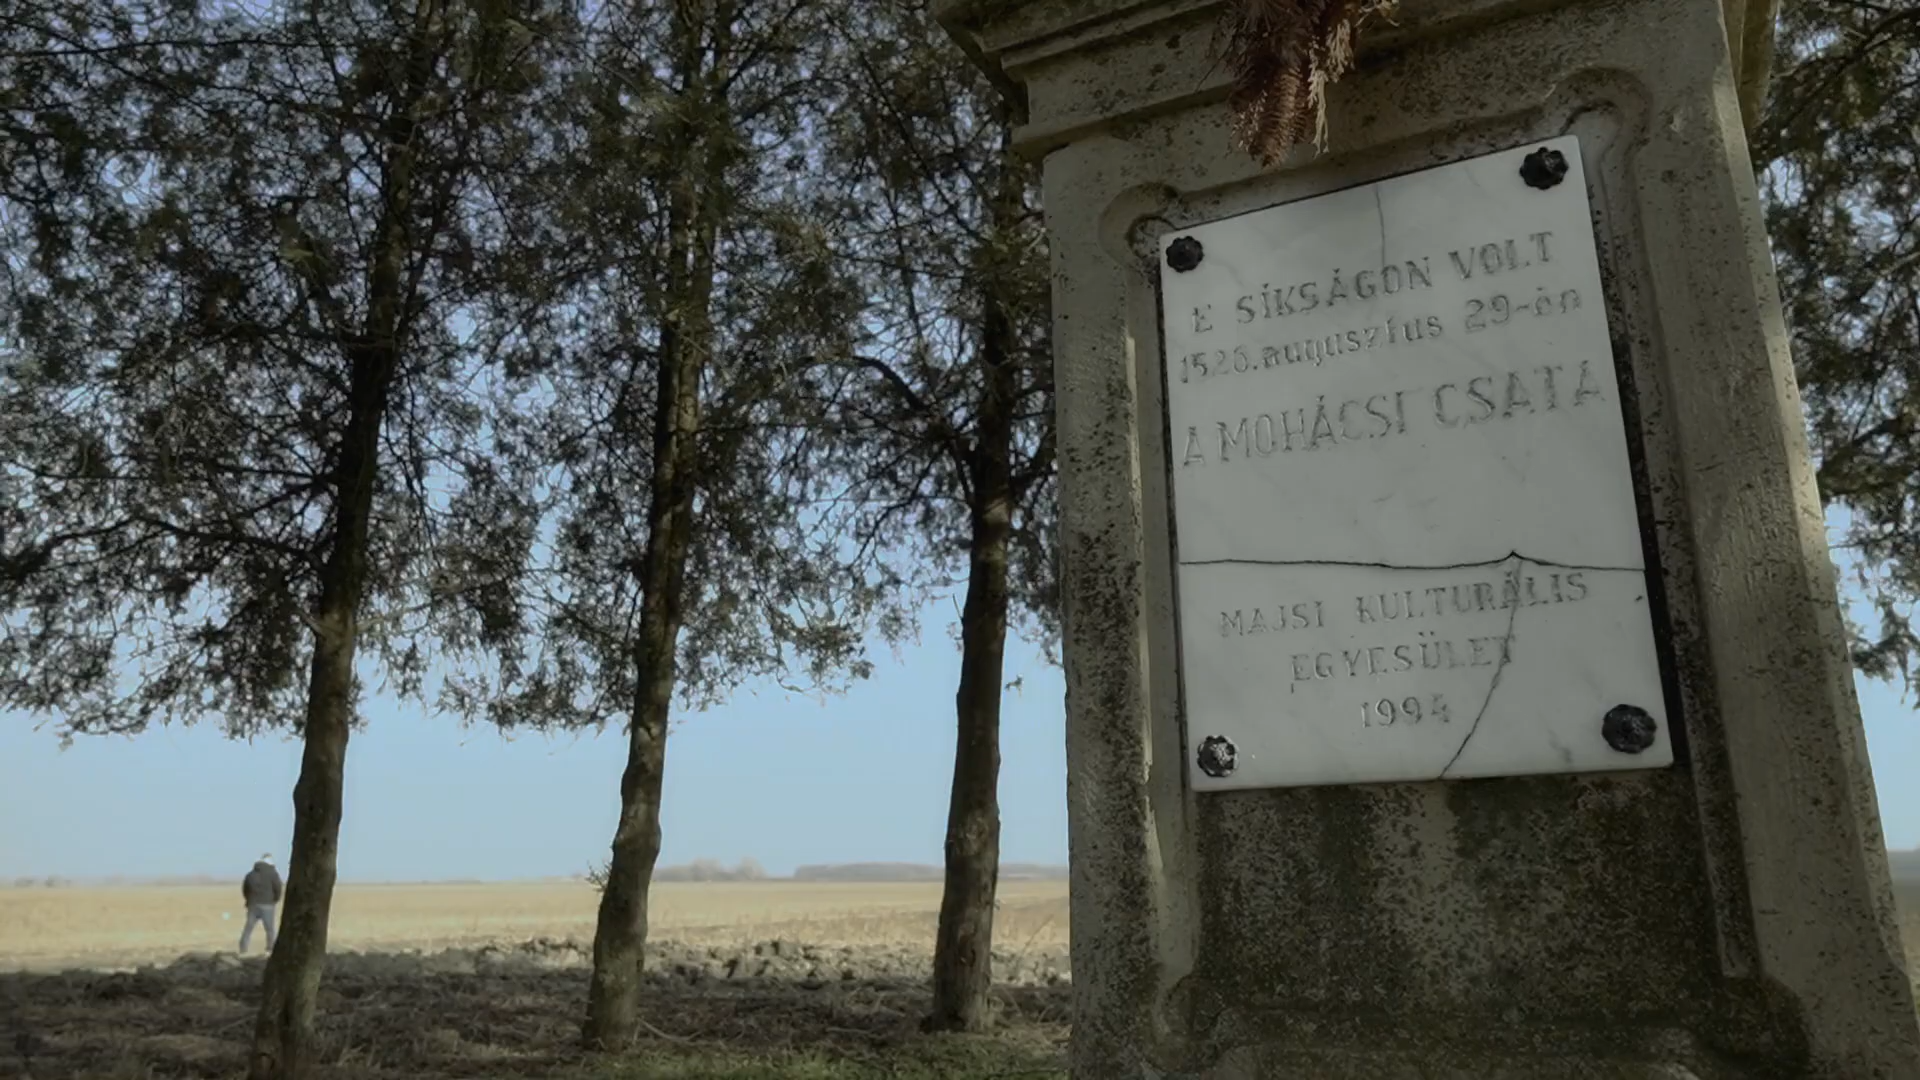 E SÍKSÁGON VOLT
1526. augusztus 29-én
A MOHÁCSI CSATA
MAJSI KULTURÁLIS
EGYESÜLET
1994